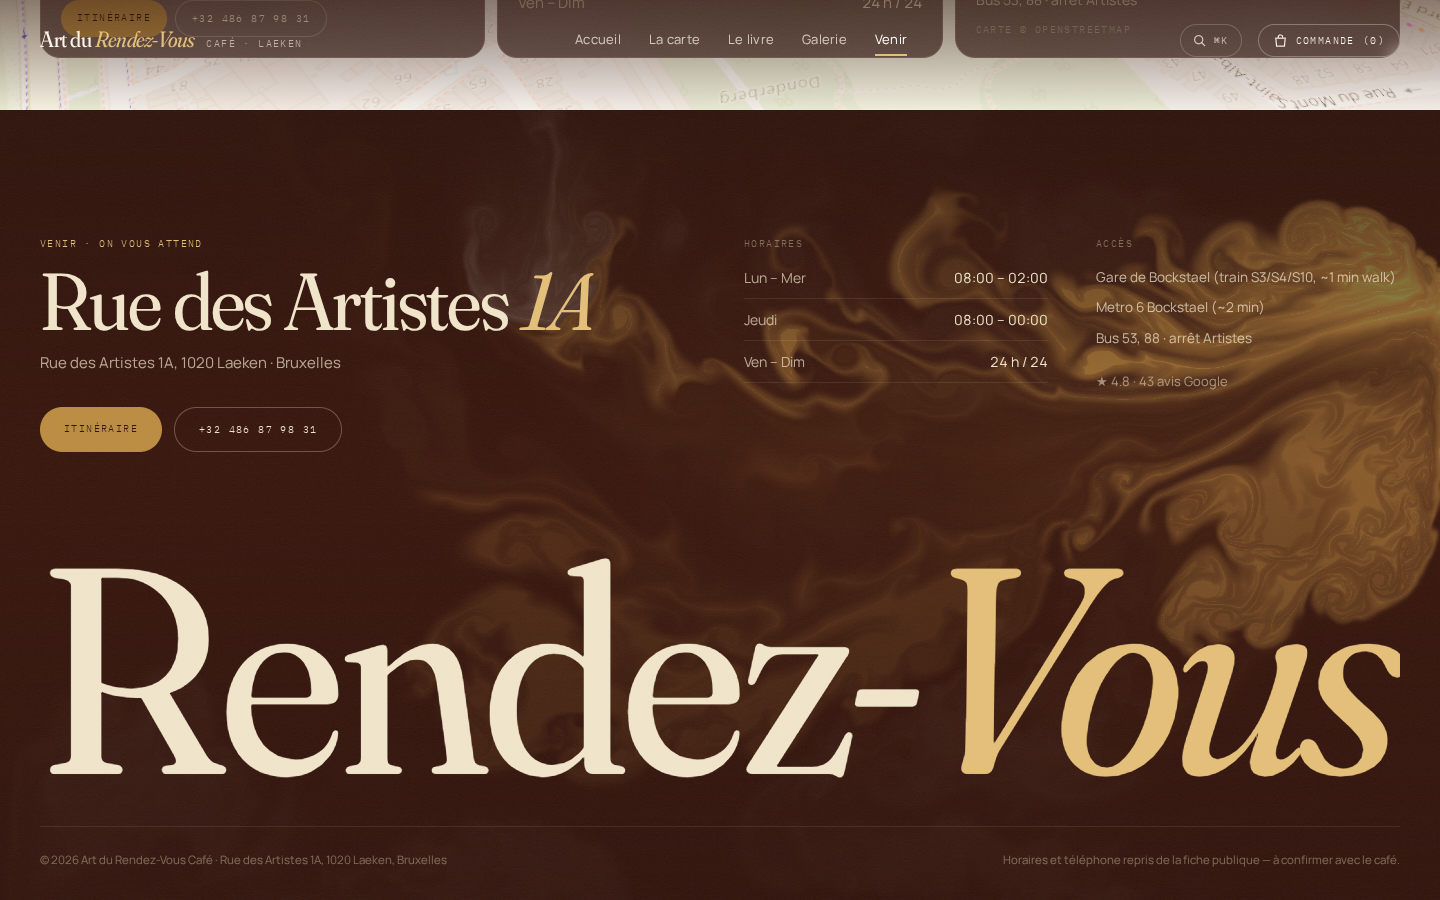 ITINÉRAIRE
+32 486 87 98 31
Ven – Dim
24 h / 24
Bus 53, 88 · arrêt Artistes
CARTE © OPENSTREETMAP
Art du Rendez-Vous CAFÉ · LAEKEN
Accueil
La carte
Le livre
Galerie
Venir
⌘K
COMMANDE (0)
Donderberg
Rue du Mont S
aint-Alb
VENIR · ON VOUS ATTEND
Rue des Artistes 1A
Rue des Artistes 1A, 1020 Laeken · Bruxelles
ITINÉRAIRE
+32 486 87 98 31
HORAIRES
Lun – Mer 08:00 – 02:00
Jeudi 08:00 – 00:00
Ven – Dim 24 h / 24
ACCÈS
Gare de Bockstael (train S3/S4/S10, ~1 min walk)
Metro 6 Bockstael (~2 min)
Bus 53, 88 · arrêt Artistes
★ 4.8 · 43 avis Google
Rendez-Vous
© 2026 Art du Rendez-Vous Café · Rue des Artistes 1A, 1020 Laeken, Bruxelles
Horaires et téléphone repris de la fiche publique — à confirmer avec le café.